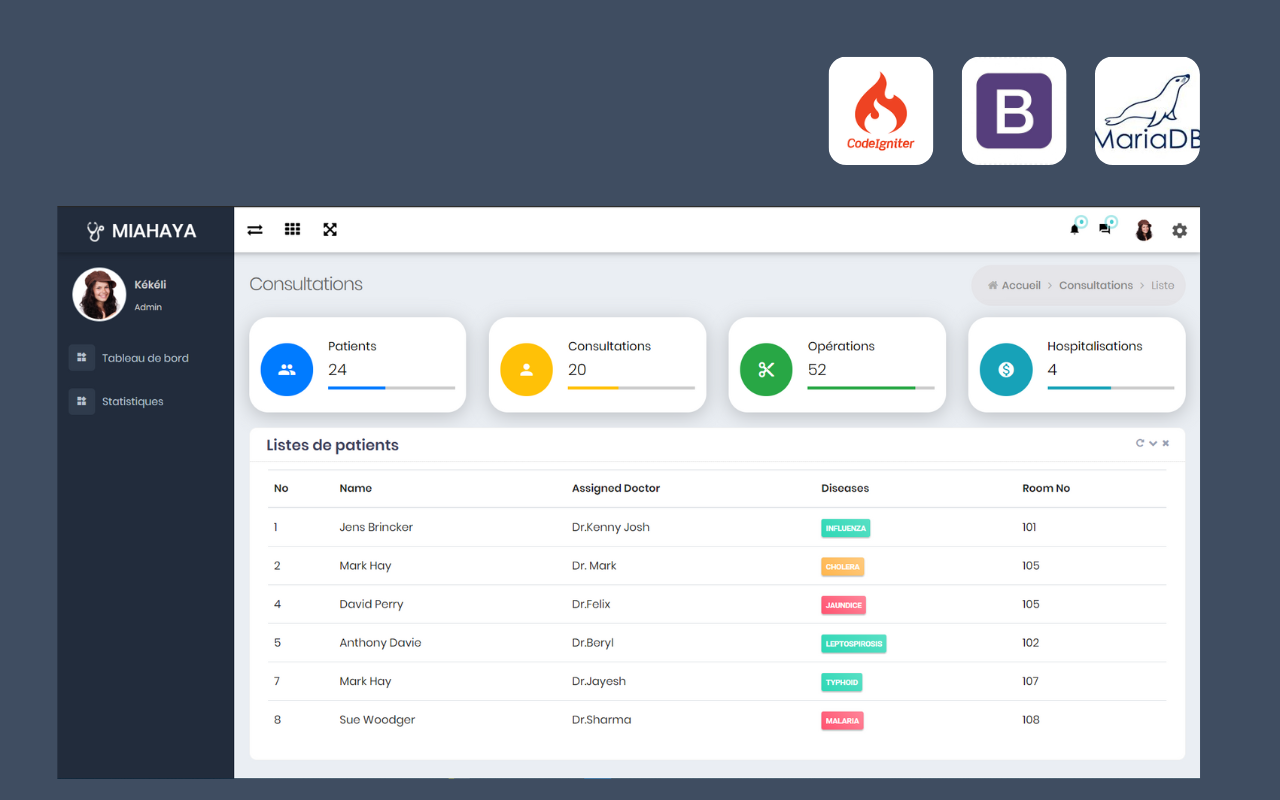 CodeIgniter
B
MariaDB
MIAHAYA
Kékéli
Admin
Tableau de bord
Statistiques
Consultations
Accueil > Consultations > Liste
Patients
24
Consultations
20
Opérations
52
Hospitalisations
4
Listes de patients
No Name Assigned Doctor Diseases Room No
1 Jens Brincker Dr.Kenny Josh INFLUENZA 101
2 Mark Hay Dr. Mark CHOLERA 105
4 David Perry Dr.Felix JAUNDICE 105
5 Anthony Davie Dr.Beryl LEPTOSPIROSIS 102
7 Mark Hay Dr.Jayesh TYPHOID 107
8 Sue Woodger Dr.Sharma MALARIA 108